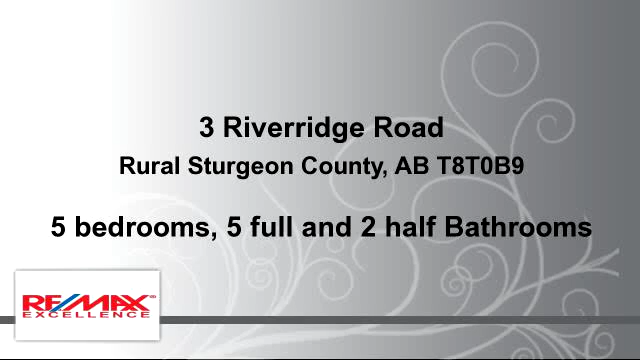 3 Riverridge Road
Rural Sturgeon County, AB T8T0B9
5 bedrooms, 5 full and 2 half Bathrooms
RE/MAX
EXCELLENCE